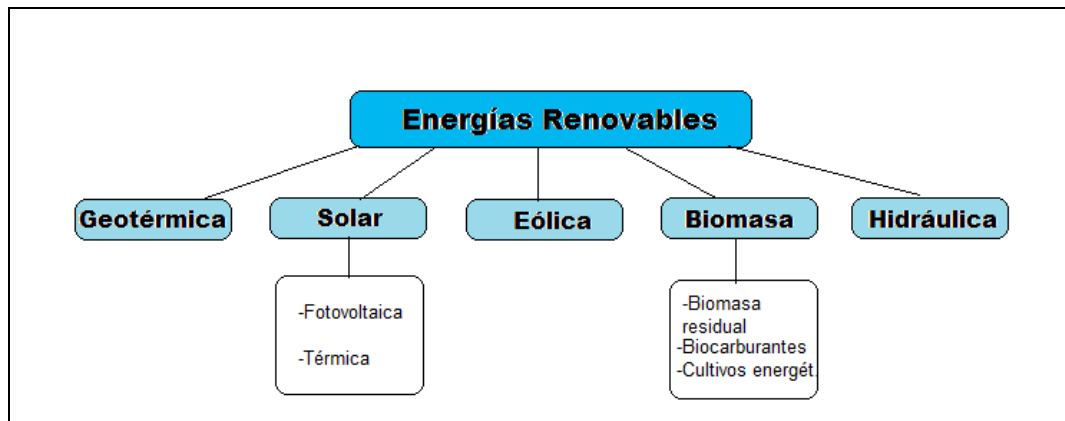 Energías Renovables
Geotérmica
Solar
Eólica
Biomasa
Hidráulica
-Fotovoltaica
-Térmica
-Biomasa
residual
-Biocarburantes
-Cultivos energét.